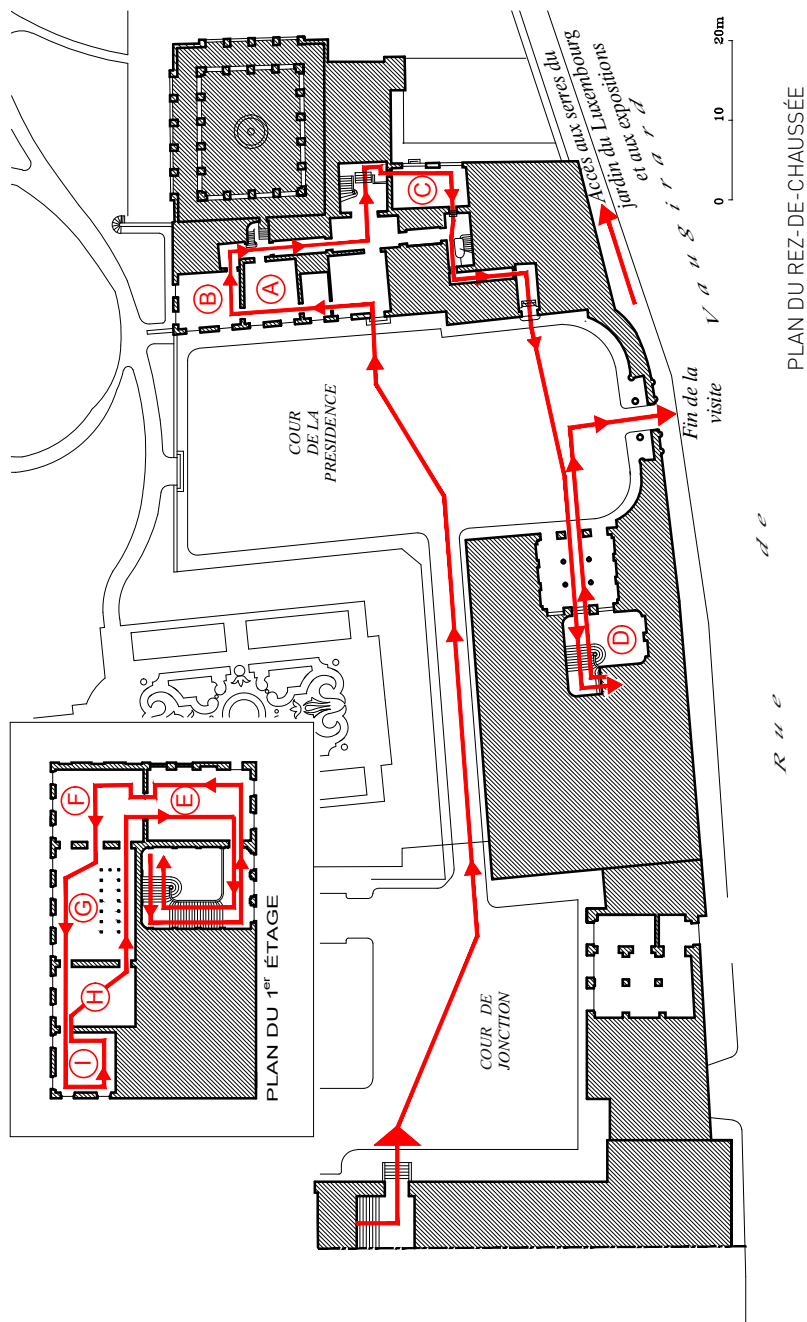 20m
10
0
Accès aux serres du
jardin du Luxembourg
et aux expositions
PLAN DU REZ-DE-CHAUSSÉE
Rue de Vaugirard
Fin de la
visite
COUR
DE LA
PRESIDENCE
COUR DE
JONCTION
A
B
C
D
PLAN DU 1er ÉTAGE
E
F
G
H
I